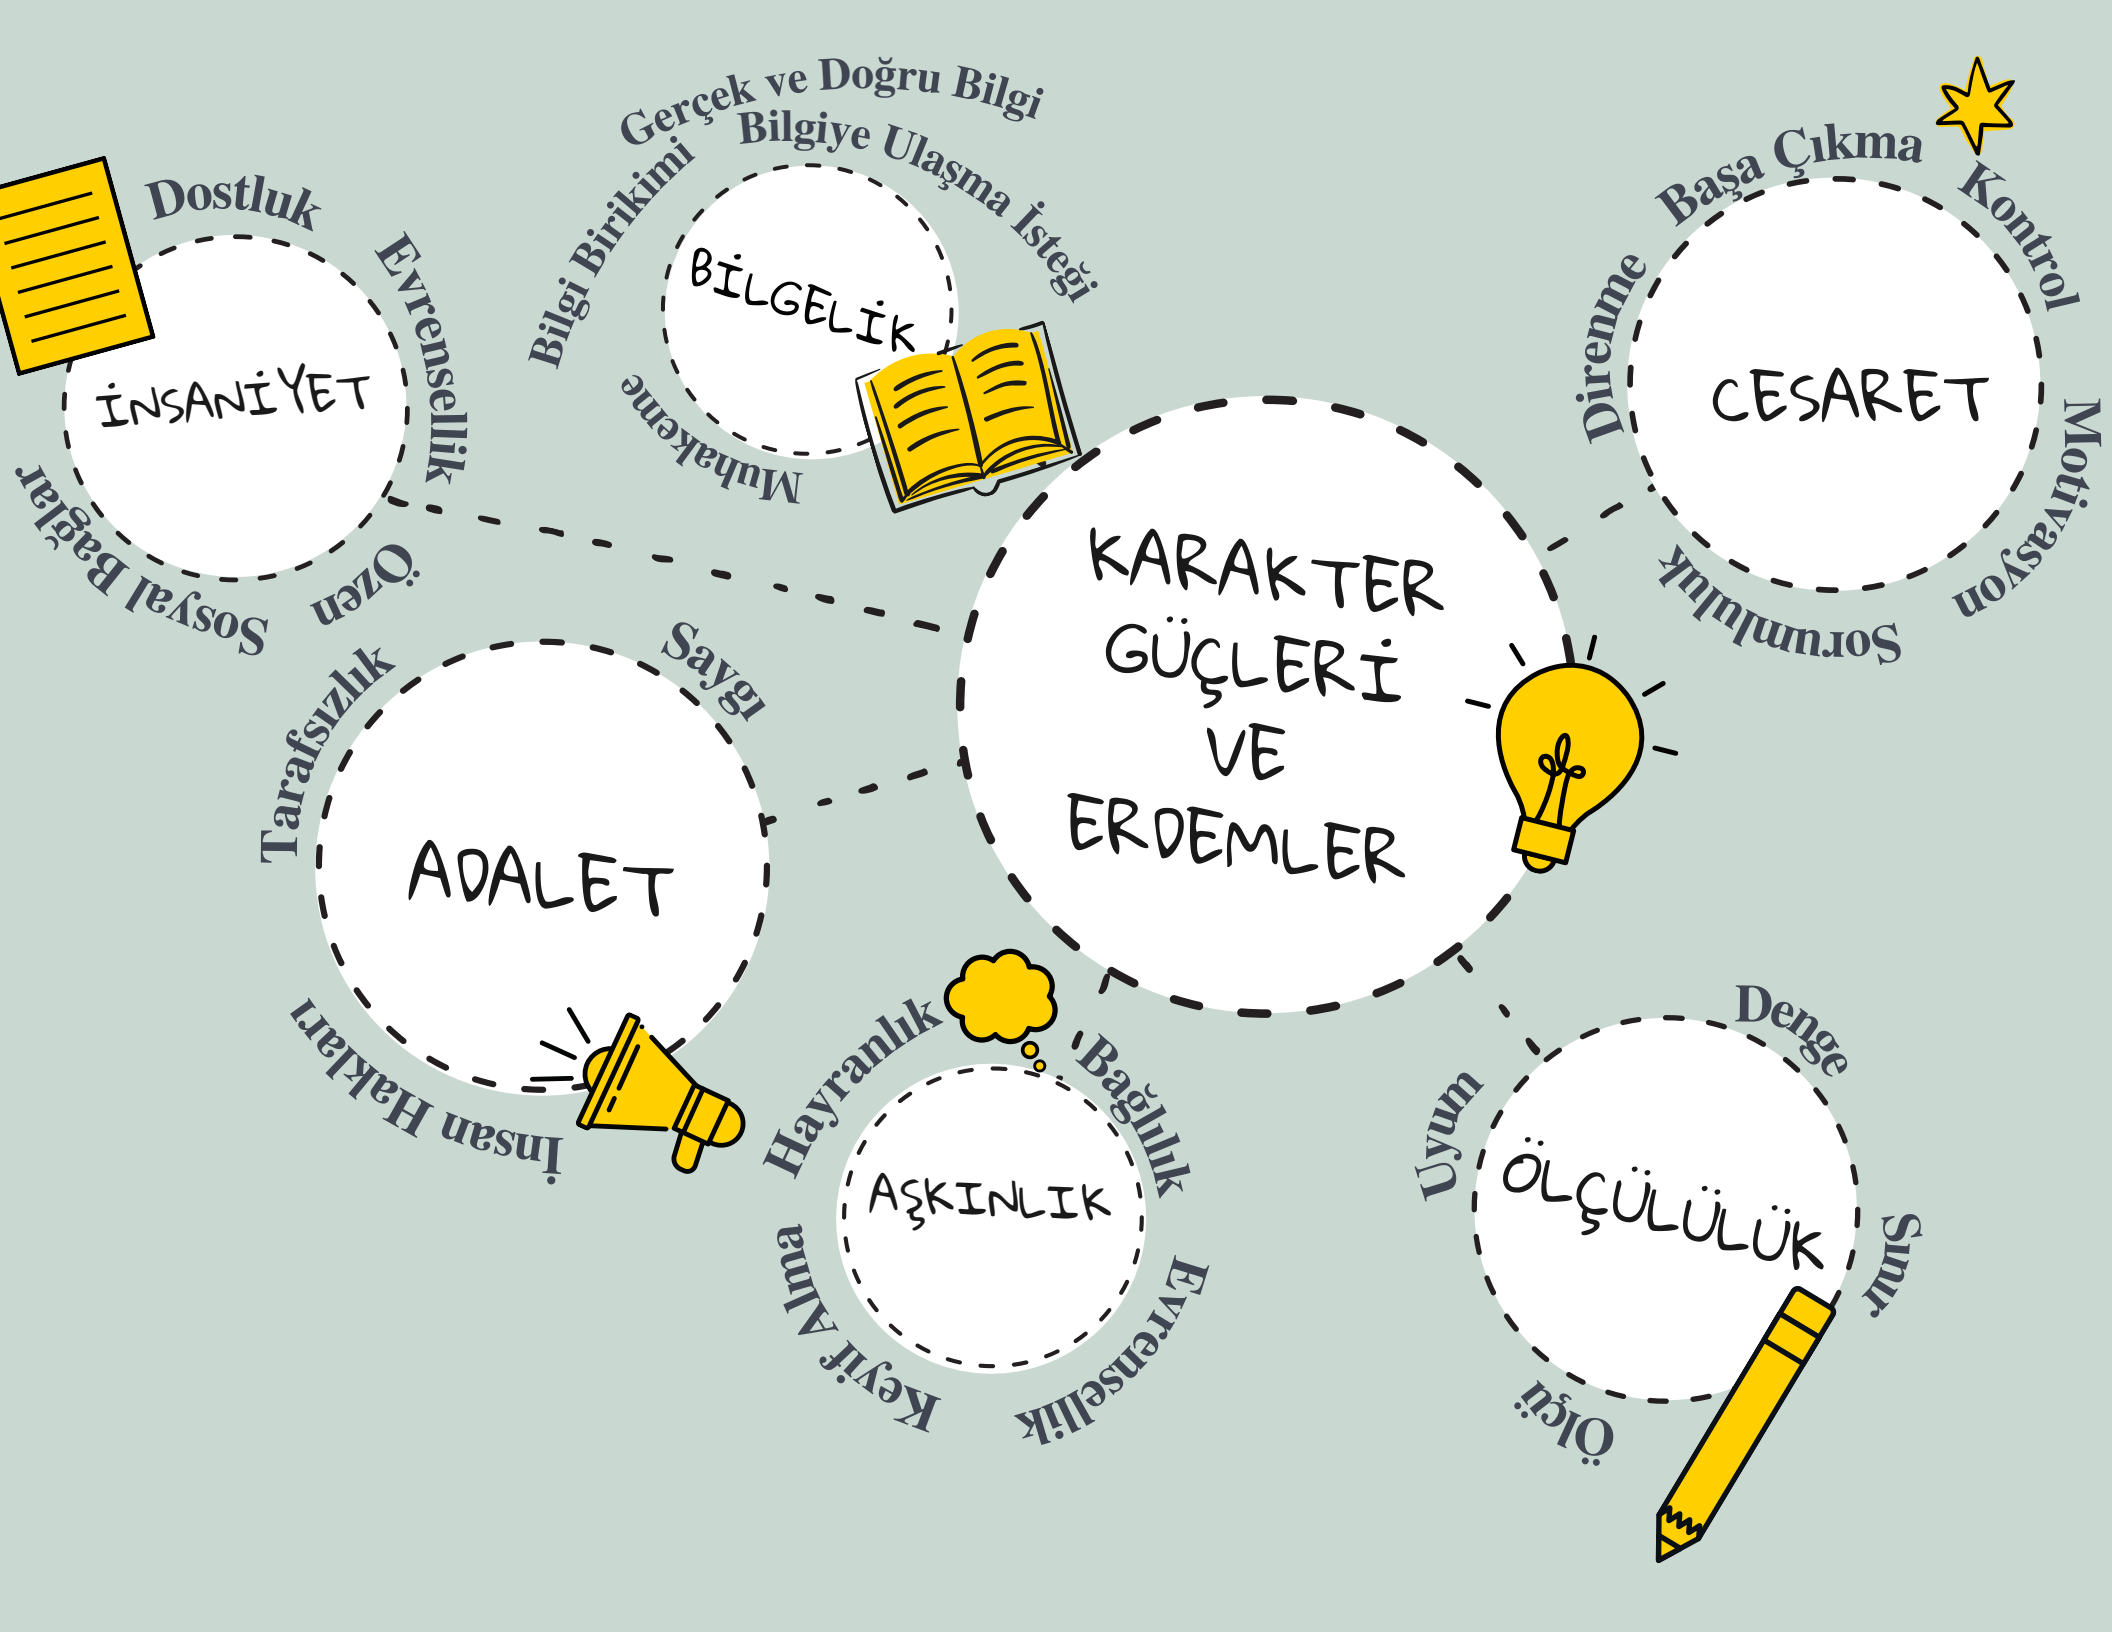 KARAKTER
GÜÇLERİ
VE
ERDEMLER
İNSANİYET
Dostluk
Evrensellik
Özen
Sosyal Bağlar
BİLGELİK
Gerçek ve Doğru Bilgi
Bilgiye Ulaşma İsteği
Bilgi Birikimi
Muhakeme
CESARET
Başa Çıkma
Kontrol
Motivasyon
Sorumluluk
Direnme
ADALET
Tarafsızlık
Saygı
İnsan Hakları
AŞKINLIK
Hayranlık
Bağlılık
Evrensellik
Keyif Alma
ÖLÇÜLÜLÜK
Uyum
Denge
Sınır
Ölçü